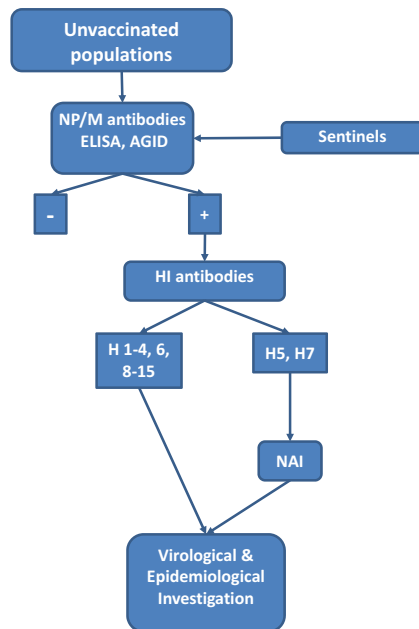 Unvaccinated
populations
NP/M antibodies
ELISA, AGID
Sentinels
-
+
HI antibodies
H 1-4, 6,
8-15
H5, H7
NAI
Virological &
Epidemiological
Investigation